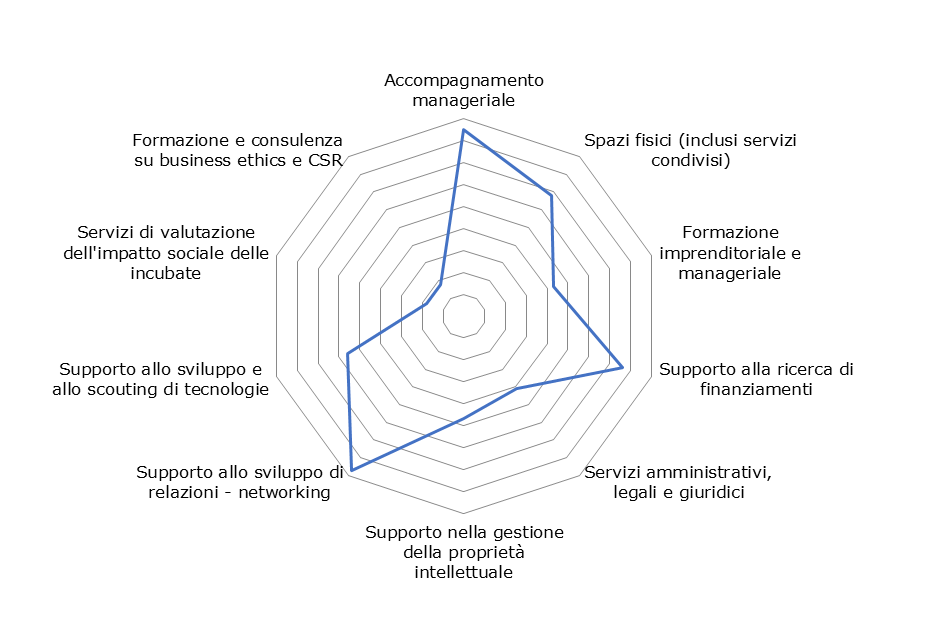 Accompagnamento
manageriale
Spazi fisici (inclusi servizi
condivisi)
Formazione
imprenditoriale e
manageriale
Supporto alla ricerca di
finanziamenti
Servizi amministrativi,
legali e giuridici
Supporto nella gestione
della proprietà
intellettuale
Supporto allo sviluppo di
relazioni - networking
Supporto allo sviluppo e
allo scouting di tecnologie
Servizi di valutazione
dell'impatto sociale delle
incubate
Formazione e consulenza
su business ethics e CSR